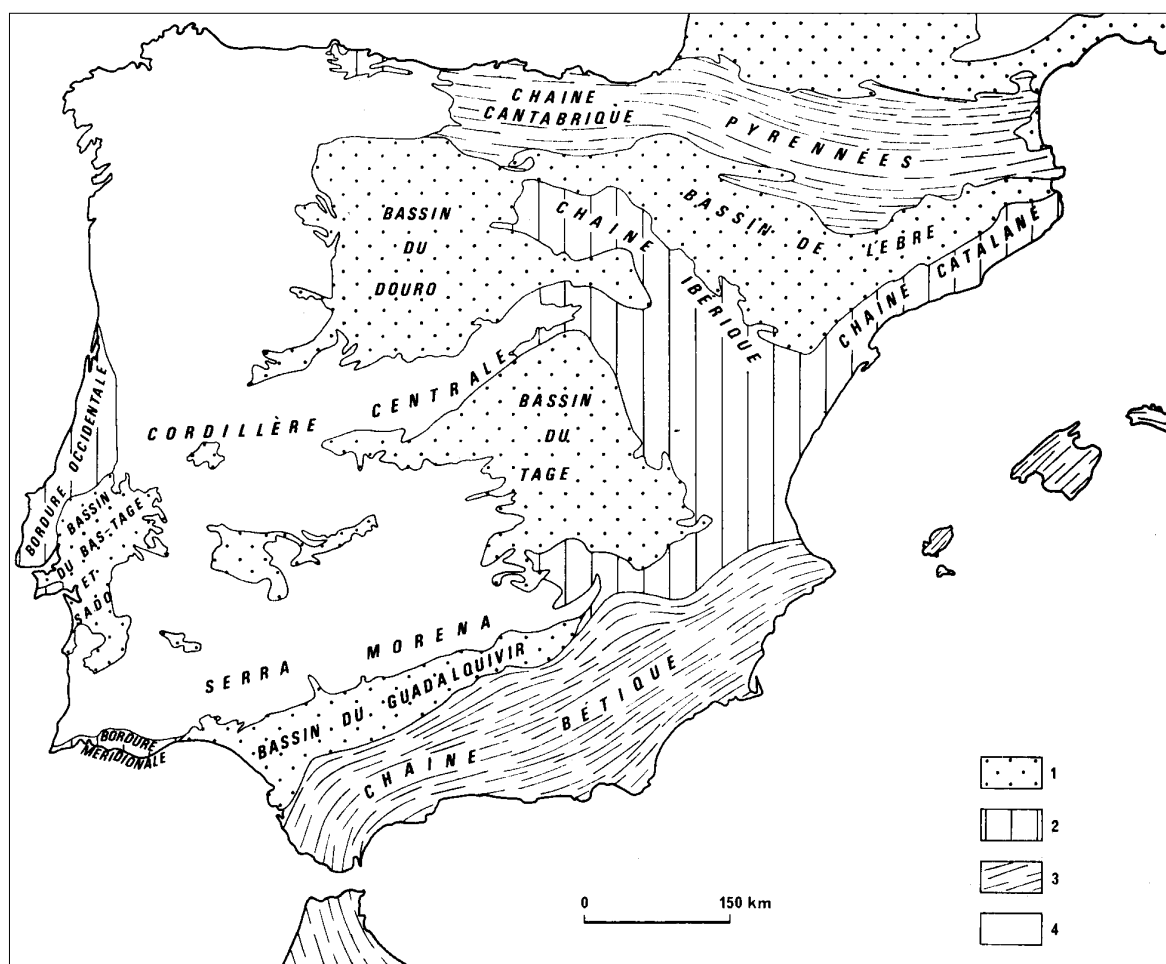 CHAINE
CANTABRIQUE
PYRENNÉES
BASSIN
DU
DOURO
CHAINE
IBÉRIQUE
BASSIN DE L'EBRE
CHAINE CATALANE
CORDILLÈRE CENTRALE
BASSIN
DU
TAGE
BORDURE OCCIDENTALE
BASSIN
DU BAS-TAGE
ET
SADO
SERRA MORENA
BASSIN DU GUADALQUIVIR
CHAINE BÉTIQUE
BORDURE
MÉRIDIONALE
0 150 km
1
2
3
4